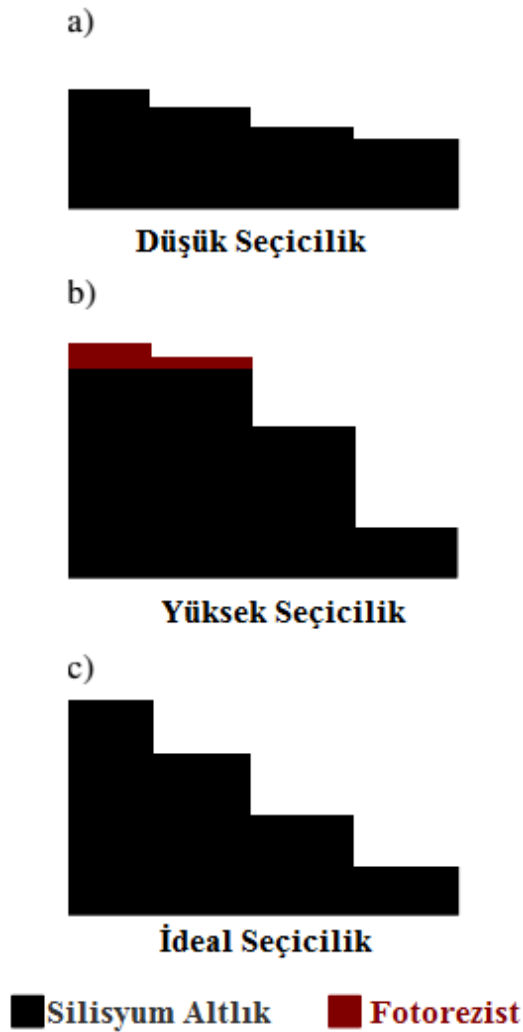 a)
Düşük Seçicilik
b)
Yüksek Seçicilik
c)
İdeal Seçicilik
Silisyum Altlık Fotorezist